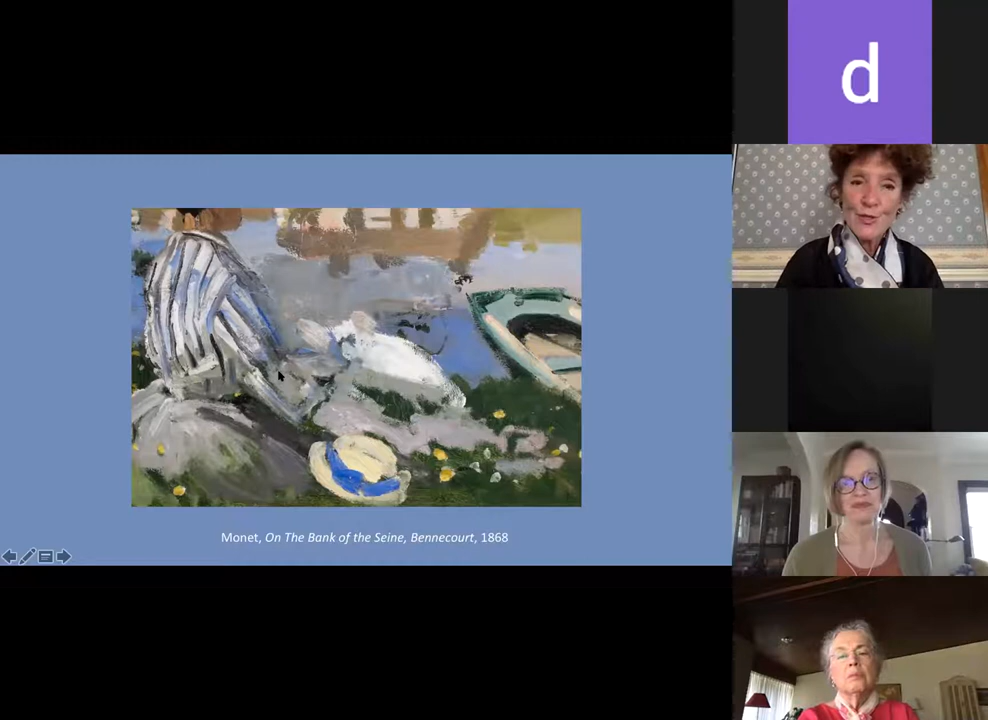 d
Monet, On The Bank of the Seine, Bennecourt, 1868